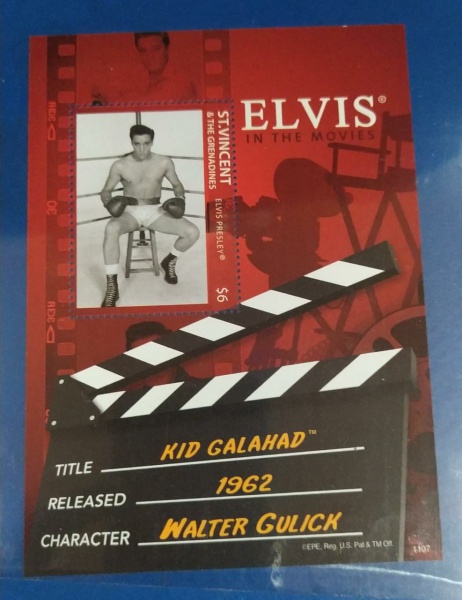 ELVIS®
IN THE MOVIES
ST.VINCENT
& THE GRENADINES
ELVIS PRESLEY®
$6
TITLE KID GALAHAD™
RELEASED 1962
CHARACTER WALTER GULICK
©EPE, Reg. U.S. Pat & TM Off.
1107